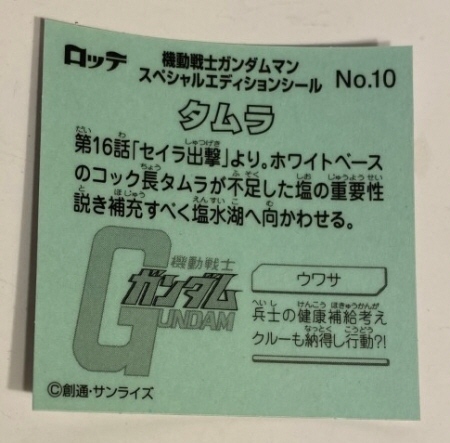 ロッテ
機動戦士ガンダムマン
スペシャルエディションシール
No.10
タムラ
第16話「セイラ出撃」より。ホワイトベース
のコック長タムラが不足した塩の重要性
説き補充すべく塩水湖へ向かわせる。
機動戦士
ガンダム
GUNDAM
ウワサ
兵士の健康補給考え
クルーも納得し行動?!
©創通・サンライズ